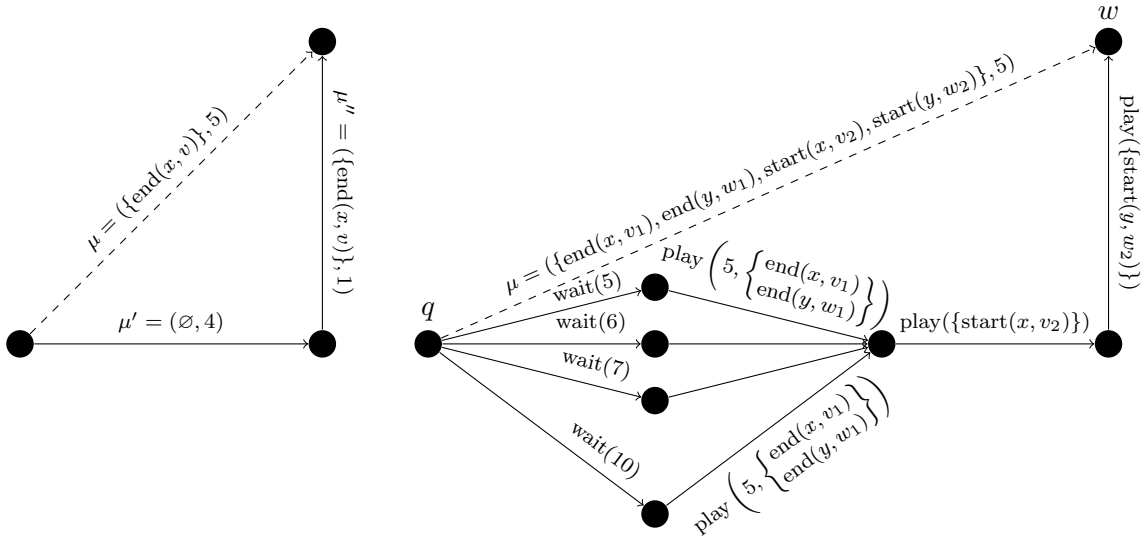 μ = ({end(x, v)}, 5)
μ″ = ({end(x, v)}, 1)
μ′ = (∅, 4)
w
μ = ({end(x, v₁), end(y, w₁), start(x, v₂), start(y, w₂)}, 5)
play({start(y, w₂)})
q
wait(5)
play (5, {end(x, v₁)
end(y, w₁)})
wait(6)
play({start(x, v₂)})
wait(7)
wait(10)
play (5, {end(x, v₁)
end(y, w₁)})